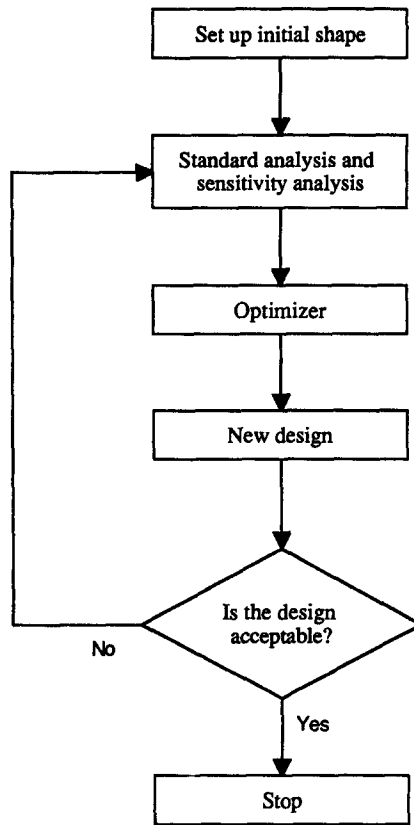 Set up initial shape
Standard analysis and
sensitivity analysis
Optimizer
New design
Is the design
acceptable?
No
Yes
Stop